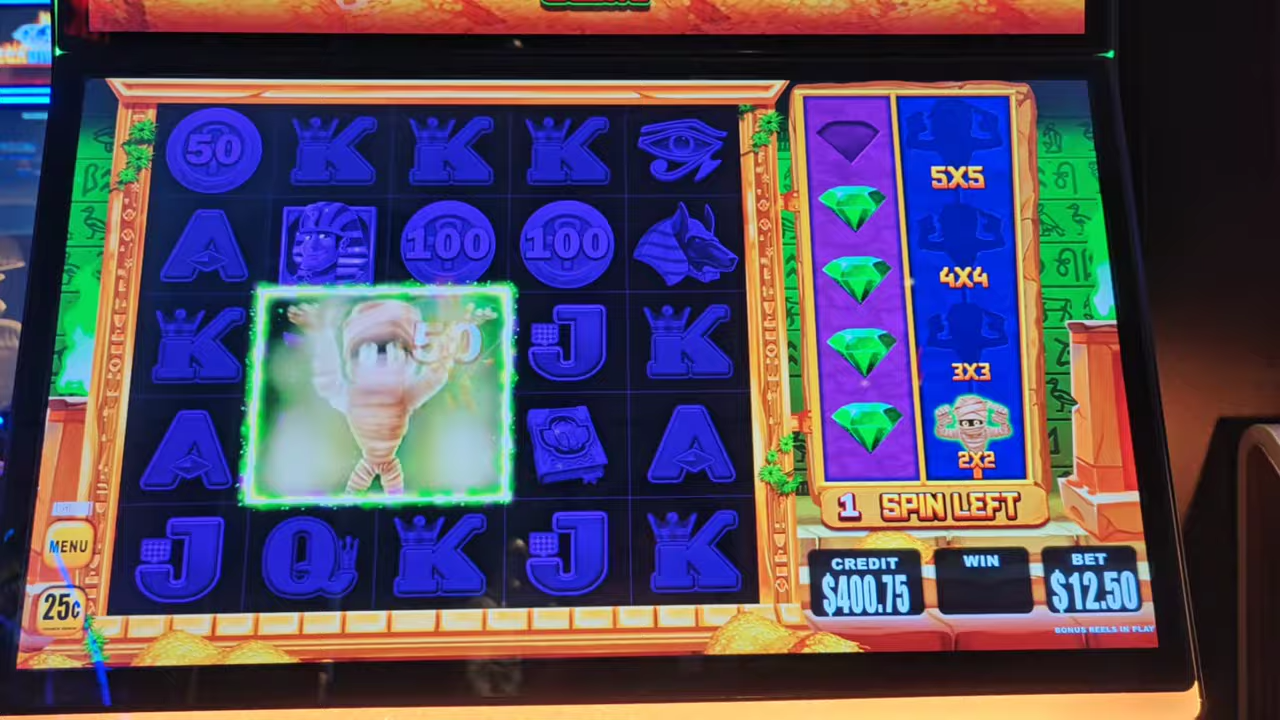 50 K K K
A 100 100
K 50 J K
A A
J Q K J K
5X5
4X4
3X3
2X2
1 SPIN LEFT
MENU
25¢
CREDIT
$400.75
WIN
BET
$12.50
BONUS REELS IN PLAY